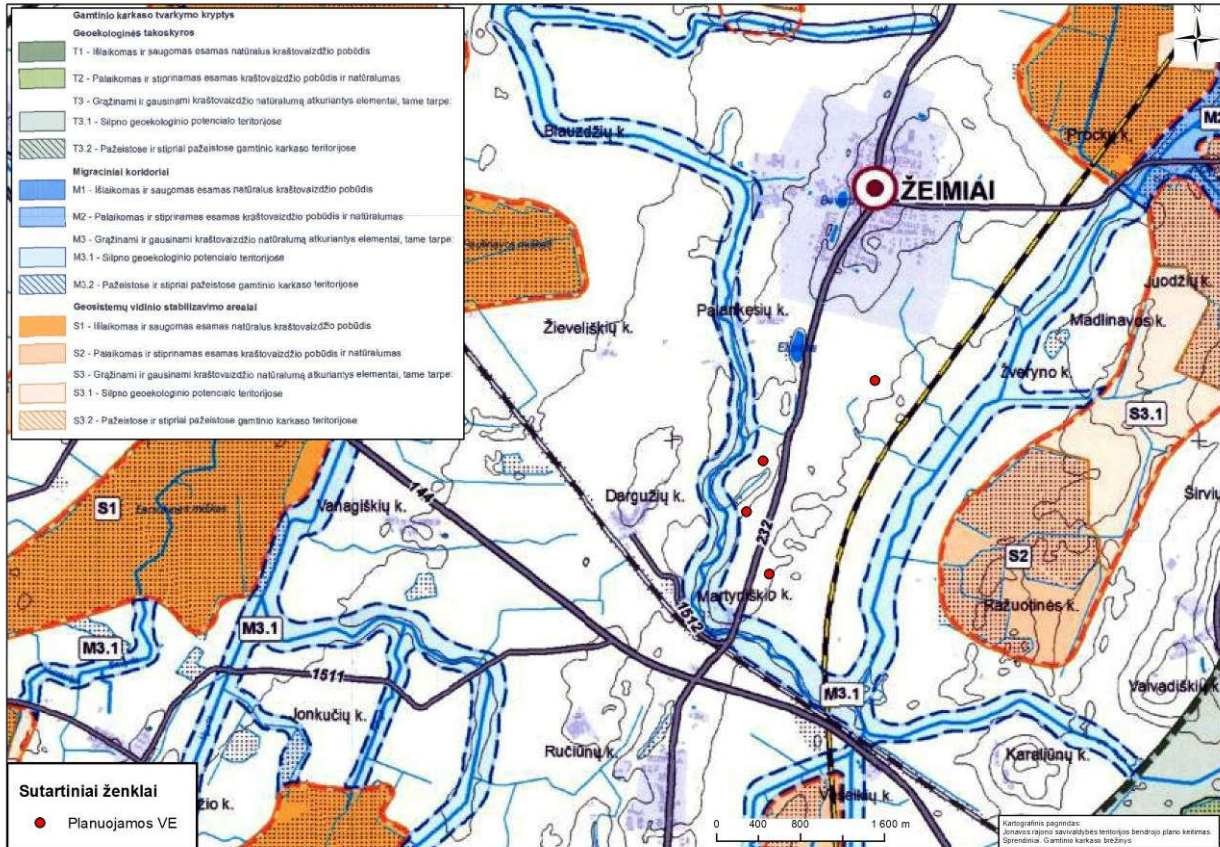 Gamtinio karkaso tvarkymo kryptys
Geoekologinės takoskyros
T1 - Išlaikomas ir saugomas esamas natūralus kraštovaizdžio pobūdis
T2 - Palaikomas ir stiprinamas esamas kraštovaizdžio pobūdis ir natūralumas
T3 - Grąžinami ir gausinami kraštovaizdžio natūralumą atkuriantys elementai, tame tarpe:
T3.1 - Silpno geoekologinio potencialo teritorijose
T3.2 - Pažeistose ir stipriai pažeistose gamtinio karkaso teritorijose
Migraciniai koridoriai
M1 - Išlaikomas ir saugomas esamas natūralus kraštovaizdžio pobūdis
M2 - Palaikomas ir stiprinamas esamas kraštovaizdžio pobūdis ir natūralumas
M3 - Grąžinami ir gausinami kraštovaizdžio natūralumą atkuriantys elementai, tame tarpe:
M3.1 - Silpno geoekologinio potencialo teritorijose
M3.2 - Pažeistose ir stipriai pažeistose gamtinio karkaso teritorijose
Geosistemų vidinio stabilizavimo arealai
S1 - Išlaikomas ir saugomas esamas natūralus kraštovaizdžio pobūdis
S2 - Palaikomas ir stiprinamas esamas kraštovaizdžio pobūdis ir natūralumas
S3 - Grąžinami ir gausinami kraštovaizdžio natūralumą atkuriantys elementai, tame tarpe:
S3.1 - Silpno geoekologinio potencialo teritorijose
S3.2 - Pažeistose ir stipriai pažeistose gamtinio karkaso teritorijose
N
Blauzdžių k.
Pročkų k.
M2
ŽEIMIAI
Juodžių k.
Palankesių k.
Madlinavos k.
Žieveliškių k.
Žvėryno k.
S3.1
S1
Vanagiškių k.
144
Dargužių k.
232
S2
Martyniškio k.
1512
Ražuotinės k.
M3.1
M3.1
1511
M3.1
Vaivadiškių k.
Jonkučių k.
Ručiūnų k.
Karaliūnų k.
Sutartiniai ženklai
Planuojamos VE
žio k.
0 400 800 1 600 m
Kartografinis pagrindas:
Jonavos rajono savivaldybės teritorijos bendrojo plano keitimas.
Sprendiniai. Gamtinio karkaso brėžinys